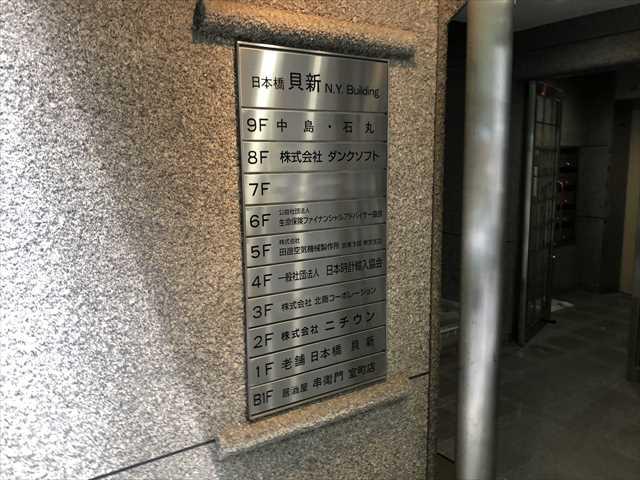 日本橋 貝新 N.Y. Building
9F 中島・石丸
8F 株式会社 ダンクソフト
7F
公益社団法人
6F 生命保険ファイナンシャルアドバイザー協会
株式会社
5F 田邊空気機械製作所 東京支店
4F 一般社団法人 日本時計輸入協会
3F 株式会社 北商コーポレーション
2F 株式会社 ニチウン
1F 老舗 日本橋 貝新
B1F 居酒屋 串衛門 室町店